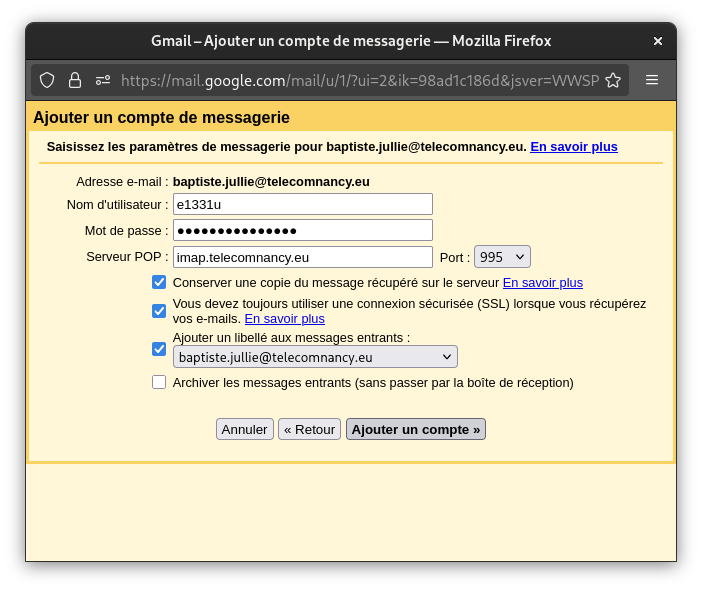 Gmail – Ajouter un compte de messagerie — Mozilla Firefox
https://mail.google.com/mail/u/1/?ui=2&ik=98ad1c186d&jsver=WWSP
Ajouter un compte de messagerie
Saisissez les paramètres de messagerie pour baptiste.jullie@telecomnancy.eu. En savoir plus
Adresse e-mail : baptiste.jullie@telecomnancy.eu
Nom d'utilisateur : e1331u
Mot de passe : ●●●●●●●●●●●●●●●
Serveur POP : imap.telecomnancy.eu Port : 995
Conserver une copie du message récupéré sur le serveur En savoir plus
Vous devez toujours utiliser une connexion sécurisée (SSL) lorsque vous récupérez
vos e-mails. En savoir plus
Ajouter un libellé aux messages entrants :
baptiste.jullie@telecomnancy.eu
Archiver les messages entrants (sans passer par la boîte de réception)
Annuler « Retour Ajouter un compte »